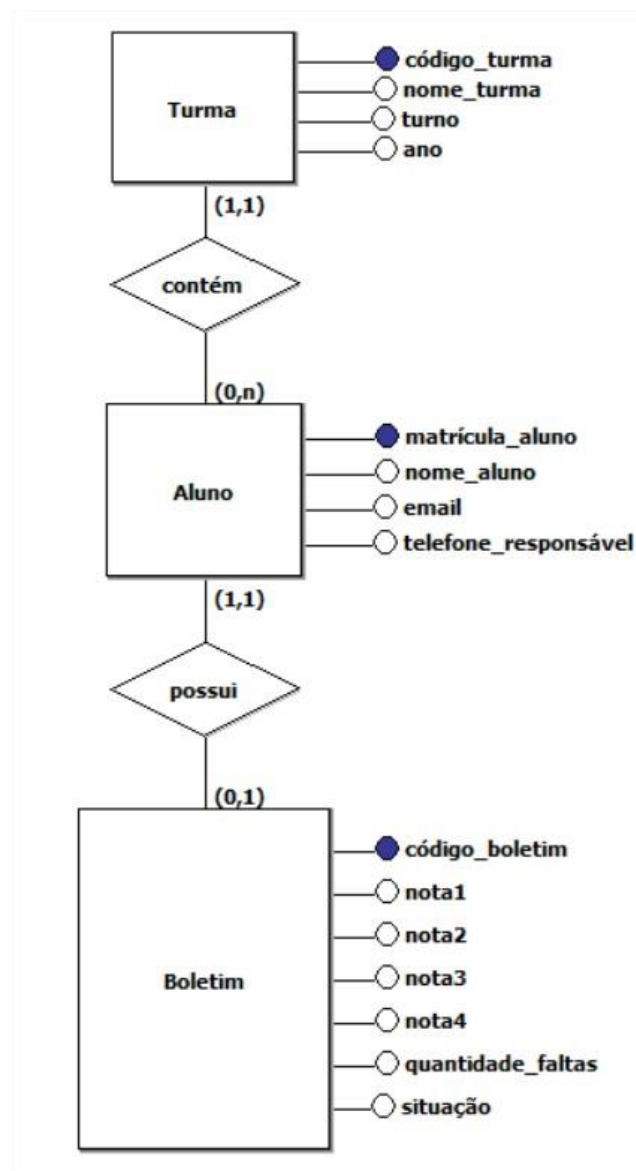 código_turma
nome_turma
Turma
turno
ano
(1,1)
contém
(0,n)
matrícula_aluno
nome_aluno
Aluno
email
telefone_responsável
(1,1)
possui
(0,1)
código_boletim
nota1
nota2
nota3
Boletim
nota4
quantidade_faltas
situação